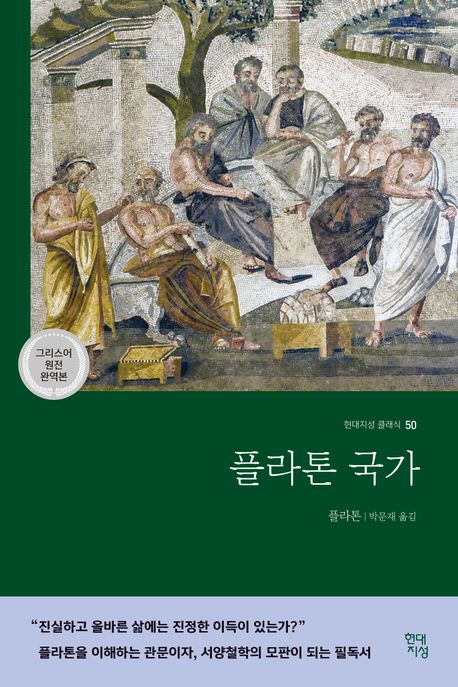 그리스어
원전
완역본
현대지성 클래식 50
플라톤 국가
플라톤 | 박문재 옮김
“진실하고 올바른 삶에는 진정한 이득이 있는가?”
플라톤을 이해하는 관문이자, 서양철학의 모판이 되는 필독서
현대
지성